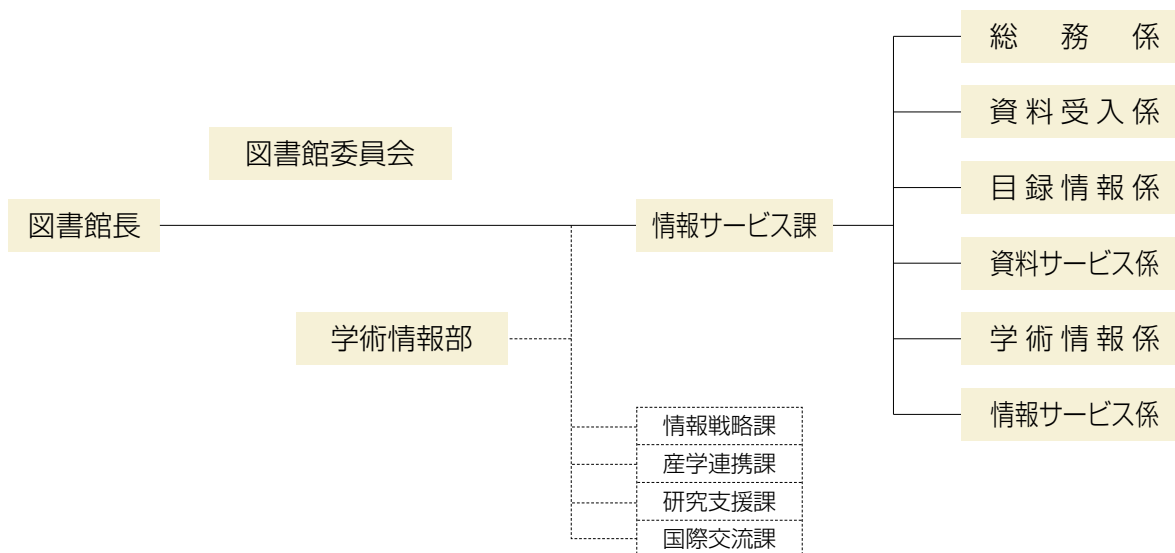 総務係
資料受入係
図書館委員会
目録情報係
図書館長
情報サービス課
資料サービス係
学術情報部
学術情報係
情報サービス係
情報戦略課
産学連携課
研究支援課
国際交流課